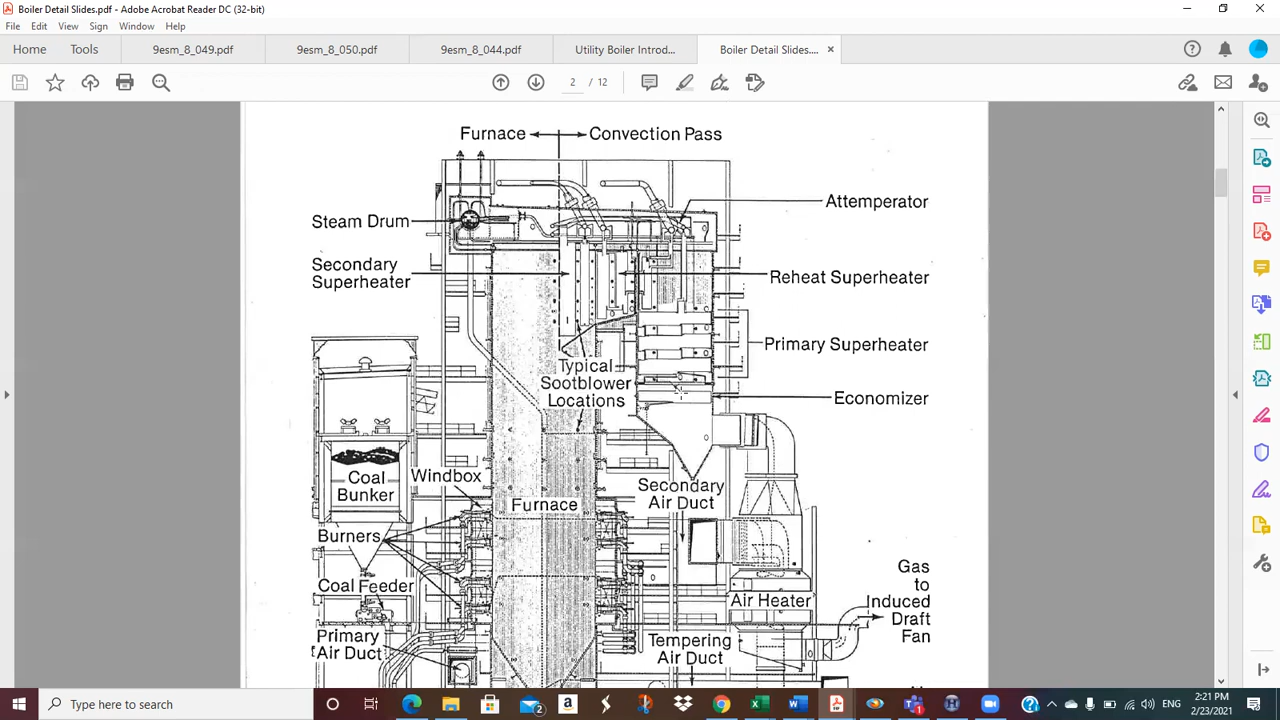 Boiler Detail Slides.pdf - Adobe Acrobat Reader DC (32-bit)
File Edit View Sign Window Help
Home Tools 9esm_8_049.pdf 9esm_8_050.pdf 9esm_8_044.pdf Utility Boiler Introd... Boiler Detail Slides....
2 / 12
Furnace Convection Pass
Attemperator
Steam Drum
Secondary
Superheater
Reheat Superheater
Primary Superheater
Typical
Sootblower
Locations
Economizer
Coal
Bunker
Windbox
Secondary
Air Duct
Furnace
Burners
Gas
to
Induced
Draft
Fan
Coal Feeder
Air Heater
Primary
Air Duct
Tempering
Air Duct
Type here to search
2
1
2:21 PM
2/23/2021